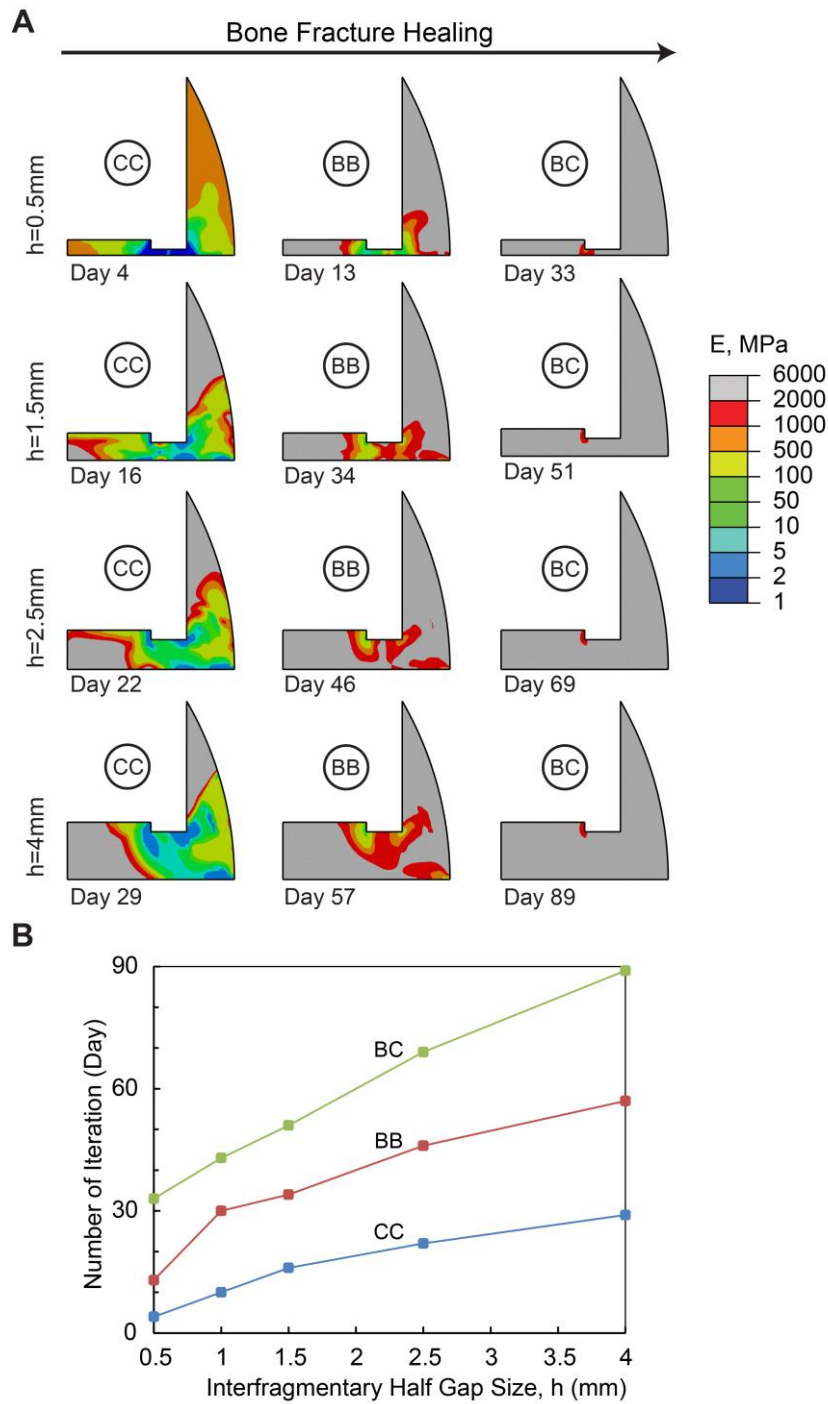 A
Bone Fracture Healing
h=0.5mm
CC
BB
BC
Day 4
Day 13
Day 33
h=1.5mm
CC
BB
BC
Day 16
Day 34
Day 51
h=2.5mm
CC
BB
BC
Day 22
Day 46
Day 69
h=4mm
CC
BB
BC
Day 29
Day 57
Day 89
E, MPa
6000
2000
1000
500
100
50
10
5
2
1
B
Number of Iteration (Day)
90
60
30
0
BC
BB
CC
0.5 1 1.5 2 2.5 3 3.5 4
Interfragmentary Half Gap Size, h (mm)